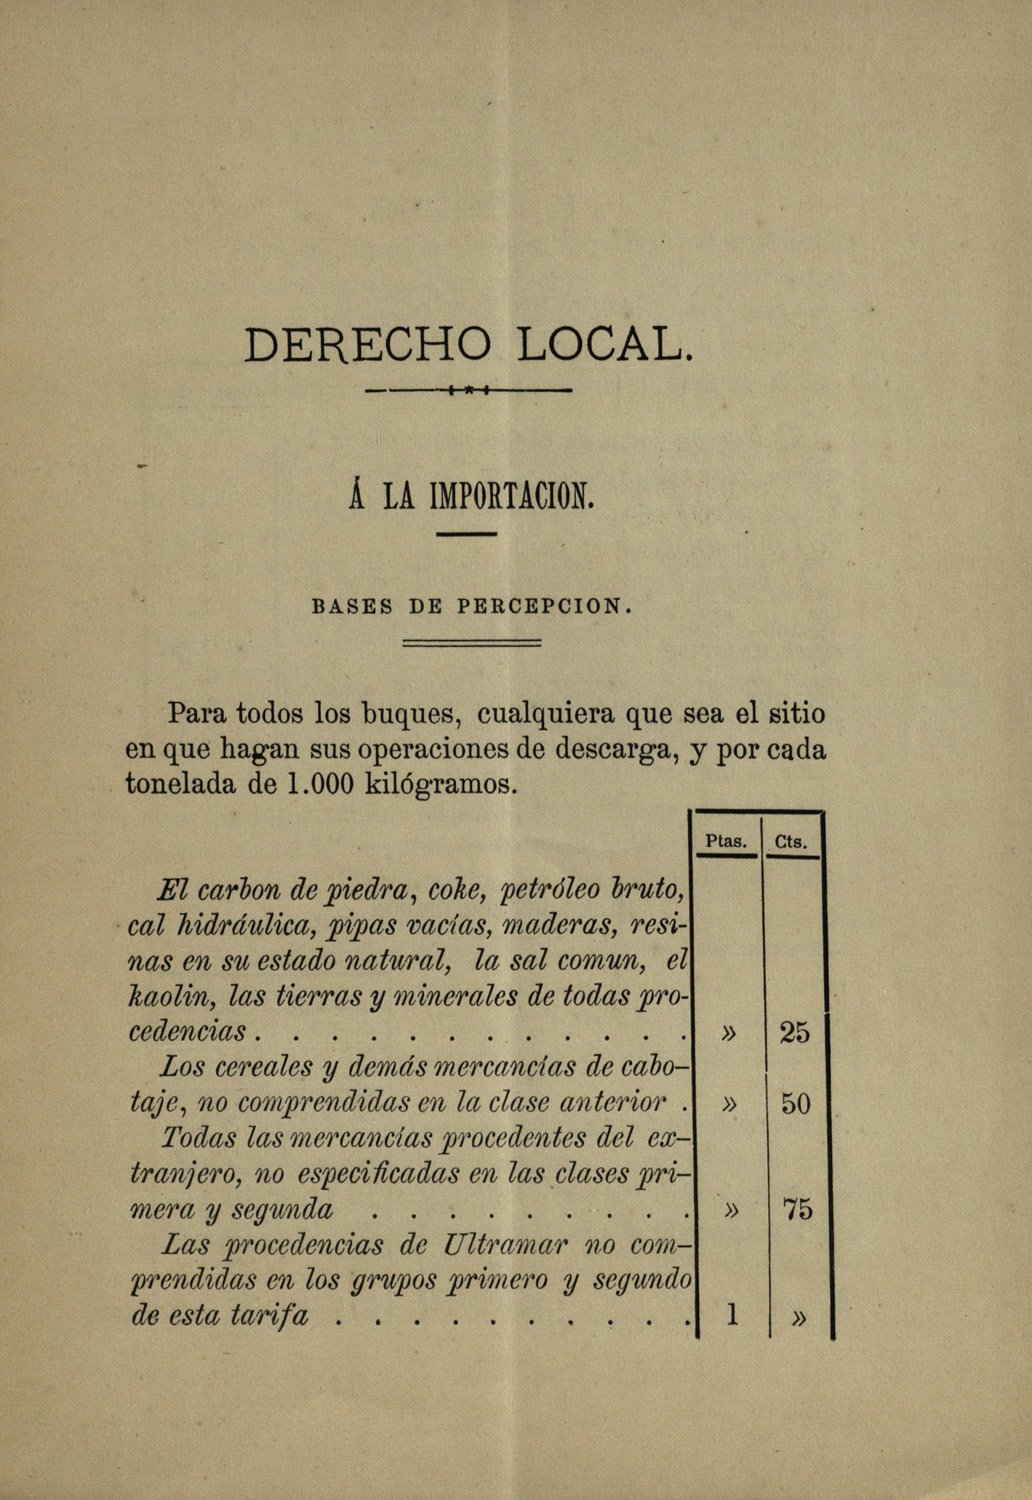 DERECHO LOCAL.
Á LA IMPORTACION.
BASES DE PERCEPCION.
Para todos los buques, cualquiera que sea el sitio
en que hagan sus operaciones de descarga, y por cada
tonelada de 1.000 kilógramos.
Ptas. Cts.
El carbon de piedra, coke, petróleo bruto,
cal hidráulica, pipas vacías, maderas, resi-
nas en su estado natural, la sal comun, el
kaolin, las tierras y minerales de todas pro-
cedencias . . . . . . . . . . . . » 25
Los cereales y demás mercancías de cabo-
taje, no comprendidas en la clase anterior . » 50
Todas las mercancías procedentes del ex-
tranjero, no especificadas en las clases pri-
mera y segunda . . . . . . . . . » 75
Las procedencias de Ultramar no com-
prendidas en los grupos primero y segundo
de esta tarifa . . . . . . . . . . 1 »